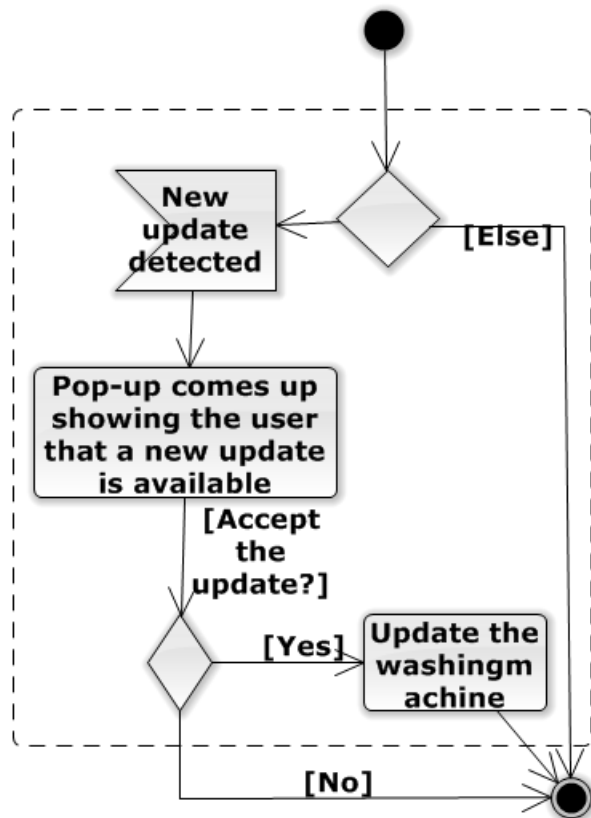 New
update
detected
[Else]
Pop-up comes up
showing the user
that a new update
is available
[Accept
the
update?]
[Yes]
Update the
washingm
achine
[No]